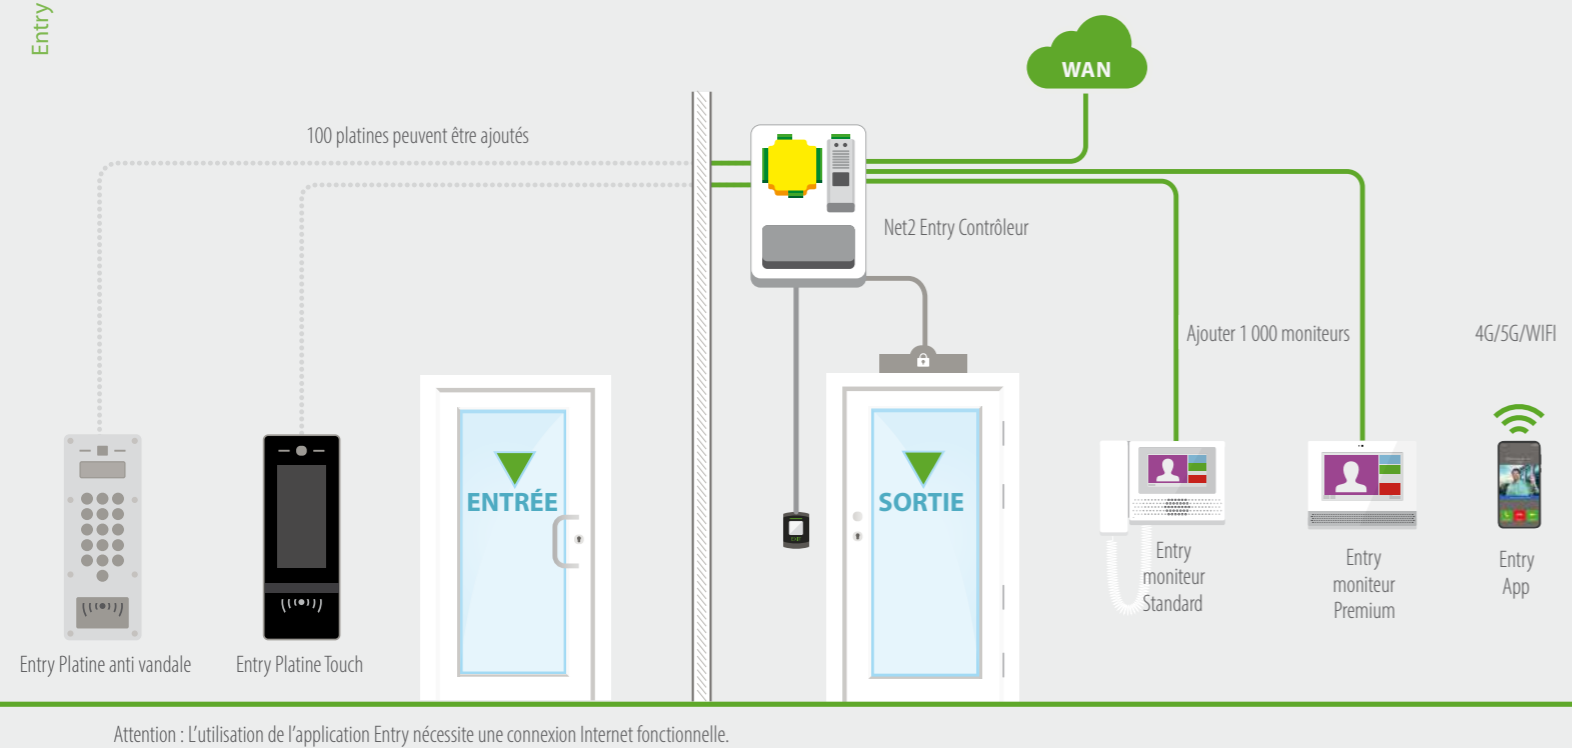 Entry
WAN
100 platines peuvent être ajoutés
Net2 Entry Contrôleur
Ajouter 1 000 moniteurs
4G/5G/WIFI
ENTRÉE
SORTIE
Entry
moniteur
Standard
Entry
moniteur
Premium
Entry
App
Entry Platine anti vandale
Entry Platine Touch
Attention : L'utilisation de l'application Entry nécessite une connexion Internet fonctionnelle.